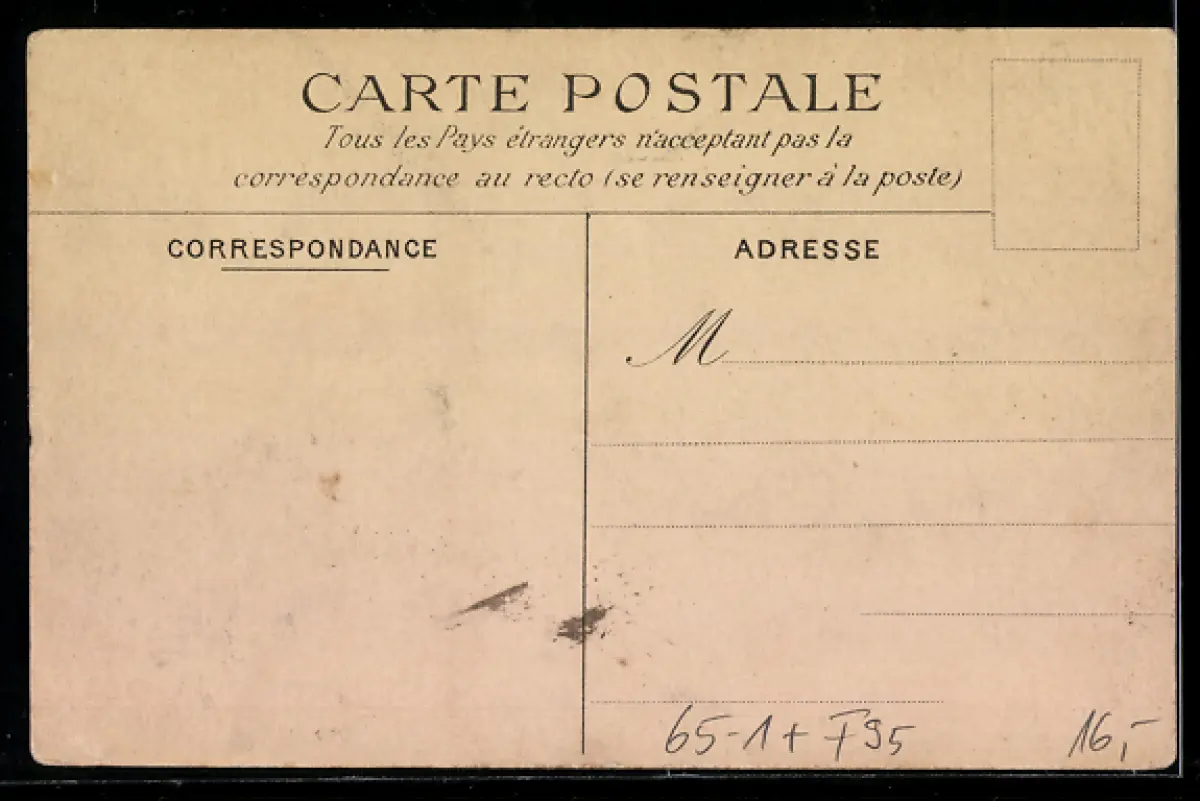 CARTE POSTALE
Tous les Pays étrangers n'acceptant pas la
correspondance au recto (se renseigner à la poste)
CORRESPONDANCE
ADRESSE
M
65-1+ F95
16,-